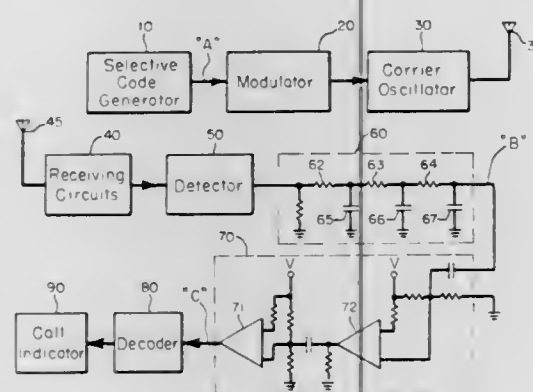 10
"A"
20
30
Selective
Code
Generator
Modulator
Carrier
Oscillator
45
40
50
60
Receiving
Circuits
Detector
62
63
64
"B"
65
66
67
70
90
80
"C"
71
V
72
V
Call
Indicator
Decoder